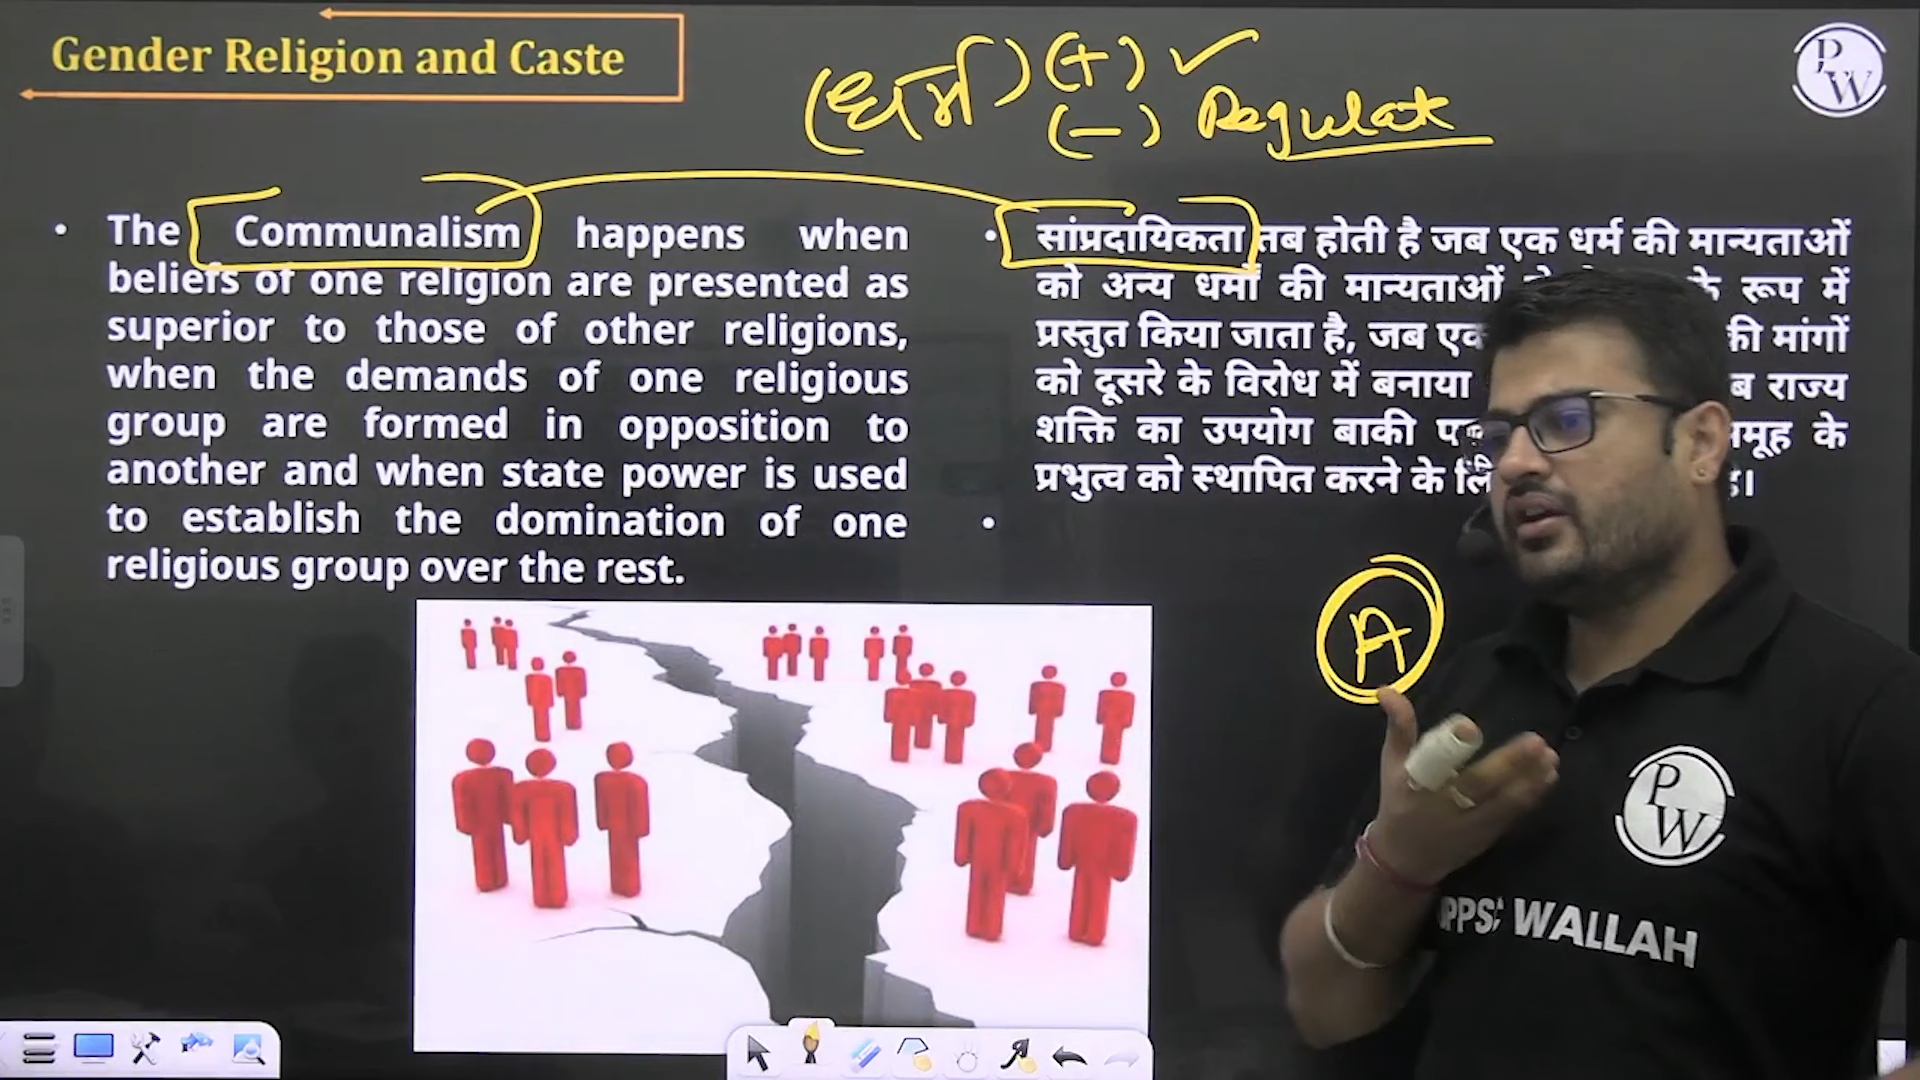 Gender Religion and Caste
(धर्म) (+) ✓
(-) Regulat
PW
• The Communalism happens when
beliefs of one religion are presented as
superior to those of other religions,
when the demands of one religious
group are formed in opposition to
another and when state power is used
to establish the domination of one
religious group over the rest.
• सांप्रदायिकता तब होती है जब एक धर्म की मान्यताओं
को अन्य धर्मों की मान्यताओं के रूप में
प्रस्तुत किया जाता है, जब एक की मांगों
को दूसरे के विरोध में बनाया राज्य
शक्ति का उपयोग बाकी के
प्रभुत्व को स्थापित करने के
•
A
PW
WALLAH